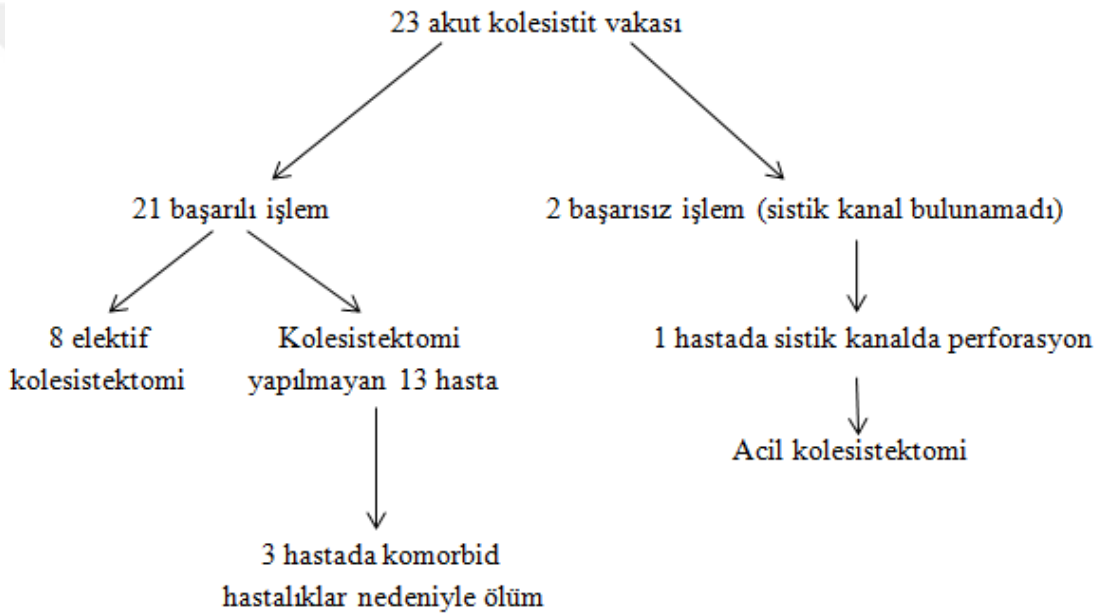 23 akut kolesistit vakası
21 başarılı işlem
2 başarısız işlem (sistik kanal bulunamadı)
8 elektif
kolesistektomi
Kolesistektomi
yapılmayan 13 hasta
1 hastada sistik kanalda perforasyon
Acil kolesistektomi
3 hastada komorbid
hastalıklar nedeniyle ölüm